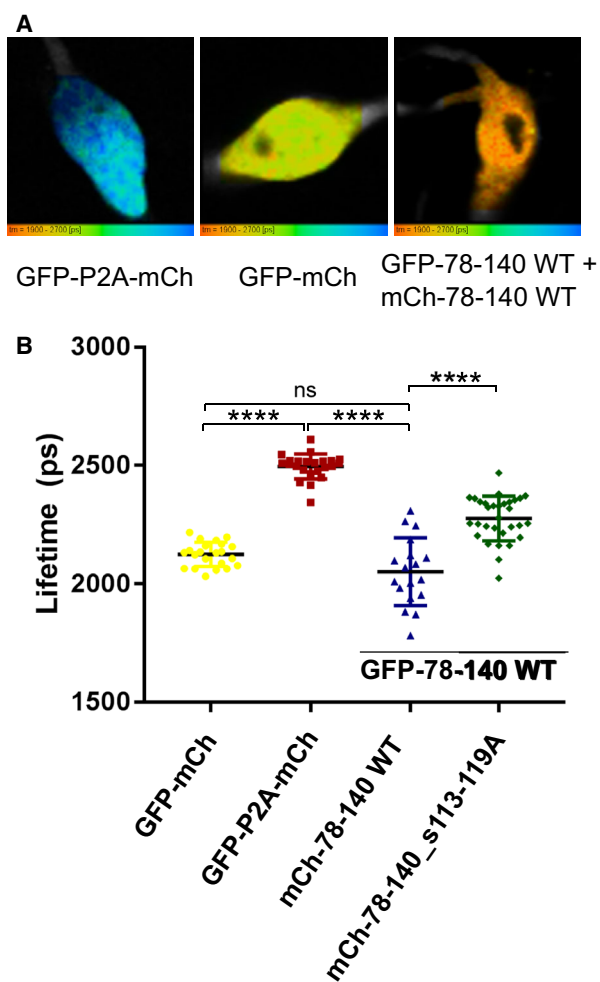 A
tm = 1900 - 2700 [ps]
tm = 1900 - 2700 [ps]
tm = 1900 - 2700 [ps]
GFP-P2A-mCh
GFP-mCh
GFP-78-140 WT +
mCh-78-140 WT
B
3000
2500
2000
1500
Lifetime (ps)
ns
****
****
****
GFP-78-140 WT
GFP-mCh
GFP-P2A-mCh
mCh-78-140 WT
mCh-78-140_s113-119A